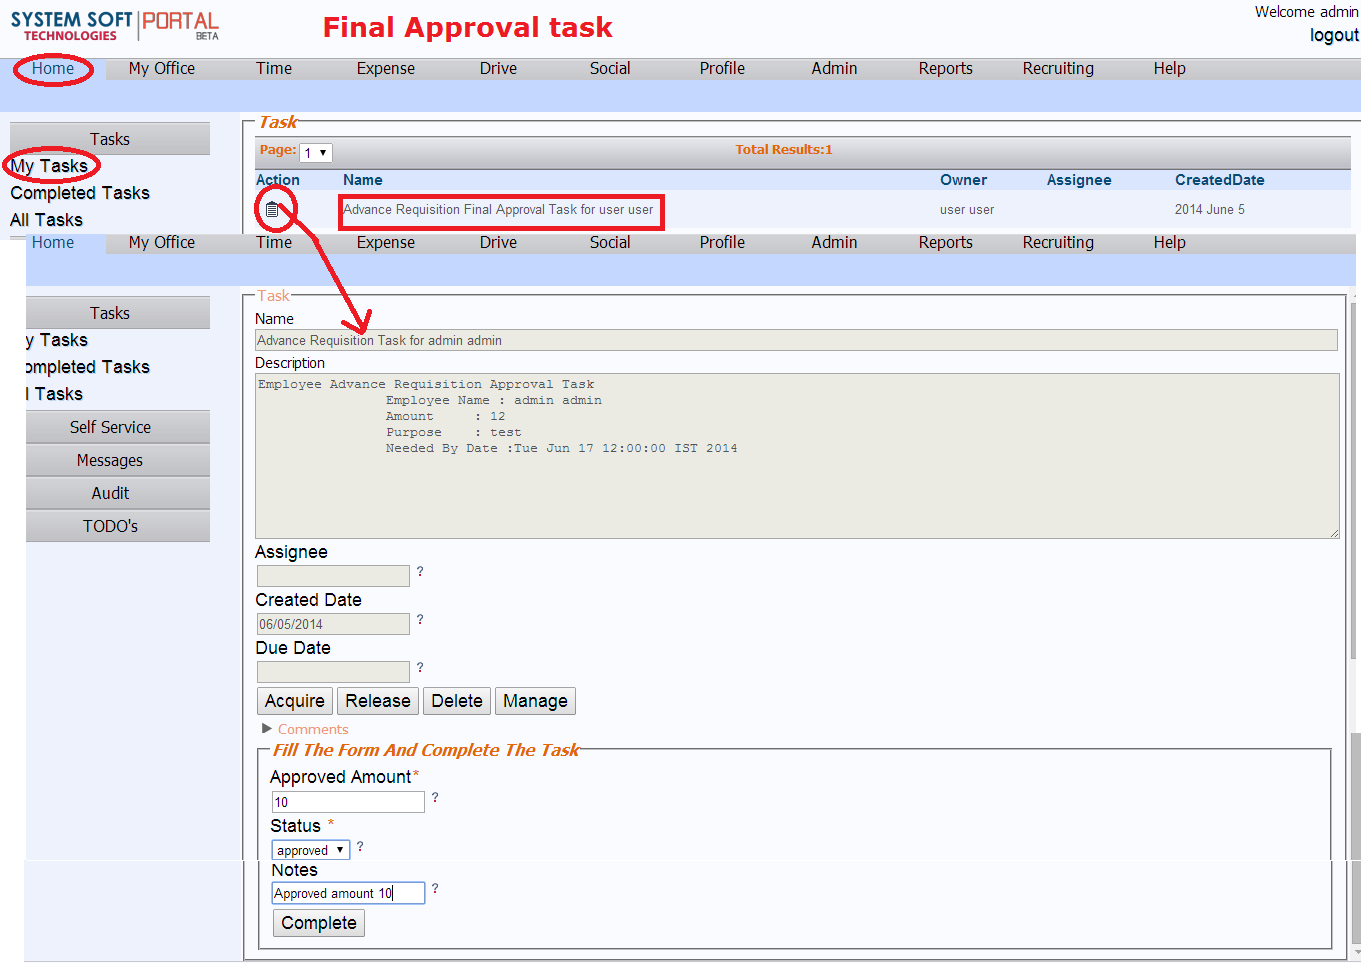 SYSTEM SOFT PORTAL
TECHNOLOGIES BETA
Final Approval task
Welcome admin
logout
Home My Office Time Expense Drive Social Profile Admin Reports Recruiting Help
Tasks
My Tasks
Completed Tasks
All Tasks
Task
Page: 1 Total Results:1
Action Name Owner Assignee CreatedDate
Advance Requisition Final Approval Task for user user user user 2014 June 5
Home My Office Time Expense Drive Social Profile Admin Reports Recruiting Help
Tasks
y Tasks
ompleted Tasks
l Tasks
Self Service
Messages
Audit
TODO's
Task
Name
Advance Requisition Task for admin admin
Description
Employee Advance Requisition Approval Task
Employee Name : admin admin
Amount : 12
Purpose : test
Needed By Date :Tue Jun 17 12:00:00 IST 2014
Assignee
?
Created Date
06/05/2014 ?
Due Date
?
Acquire Release Delete Manage
Comments
Fill The Form And Complete The Task
Approved Amount*
10 ?
Status *
approved ?
Notes
Approved amount 10 ?
Complete